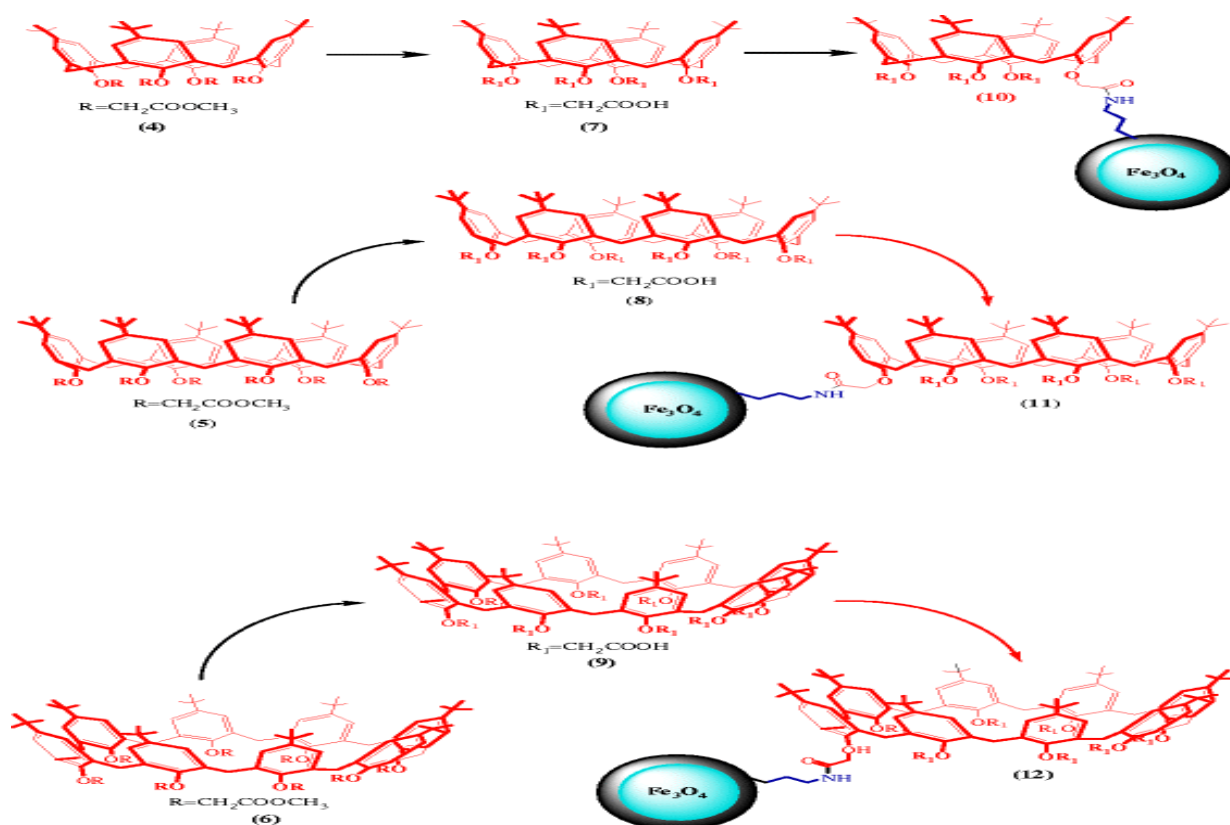 OR RO OR RO
R=CH2COOCH3
(4)
R1O R1O OR1 OR1
R1=CH2COOH
(7)
R1O R1O OR1 O O
(10)
NH
Fe3O4
R1O R1O OR1 R1O OR1 OR1
R1=CH2COOH
(8)
RO RO OR RO OR OR
R=CH2COOCH3
(5)
O
NH
O R1O OR1 R1O OR1 OR1
Fe3O4
(11)
OR1 R1O
OR1 OR1 R1O R1O
R1O OR1
R1=CH2COOH
(9)
OR OR RO
OR RO OR RO RO
R=CH2COOCH3
(6)
OR OR1 R1O
OH R1O OR1 R1O R1O
O
NH
Fe3O4
(12)